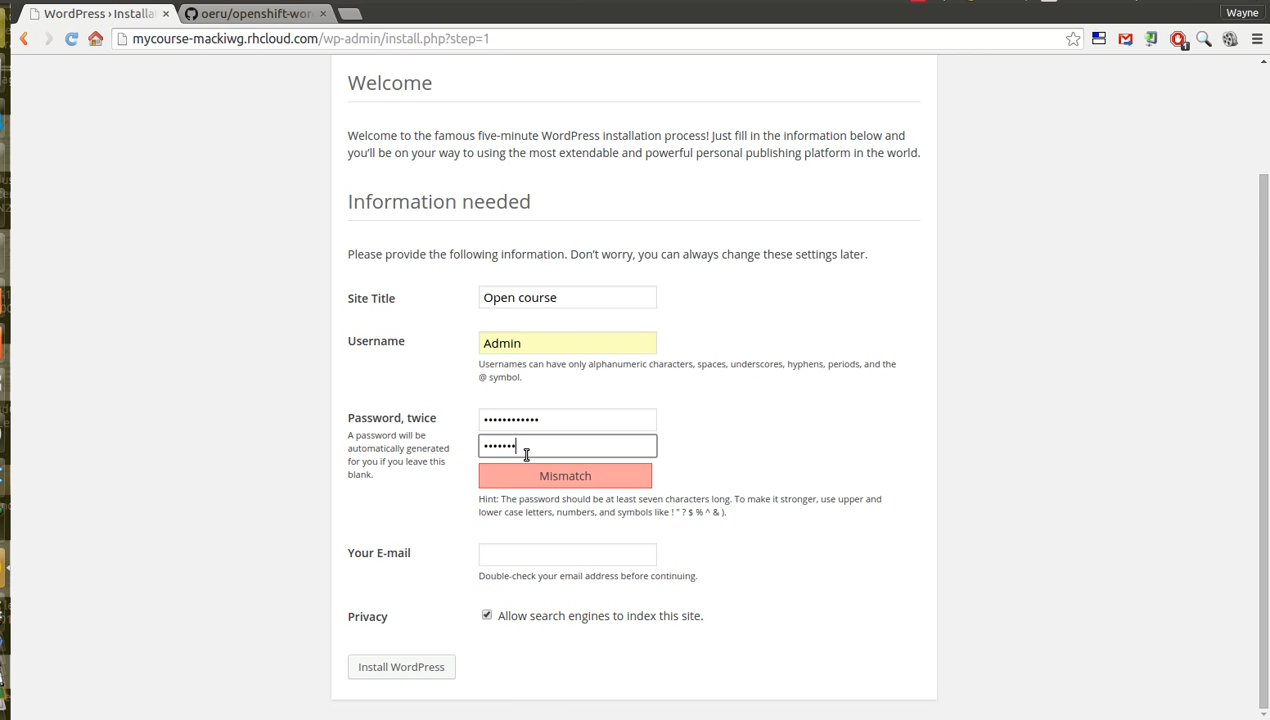 WordPress › Installa
oeru/openshift-wor
Wayne
mycourse-mackiwg.rhcloud.com/wp-admin/install.php?step=1
1
Welcome
Welcome to the famous five-minute WordPress installation process! Just fill in the information below and
you’ll be on your way to using the most extendable and powerful personal publishing platform in the world.
Information needed
Please provide the following information. Don’t worry, you can always change these settings later.
Site Title
Open course
Username
Admin
Usernames can have only alphanumeric characters, spaces, underscores, hyphens, periods, and the
@ symbol.
Password, twice
••••••••••••
A password will be
automatically generated
for you if you leave this
blank.
•••••••
Mismatch
Hint: The password should be at least seven characters long. To make it stronger, use upper and
lower case letters, numbers, and symbols like ! " ? $ % ^ & ).
Your E-mail
Double-check your email address before continuing.
Privacy
Allow search engines to index this site.
Install WordPress